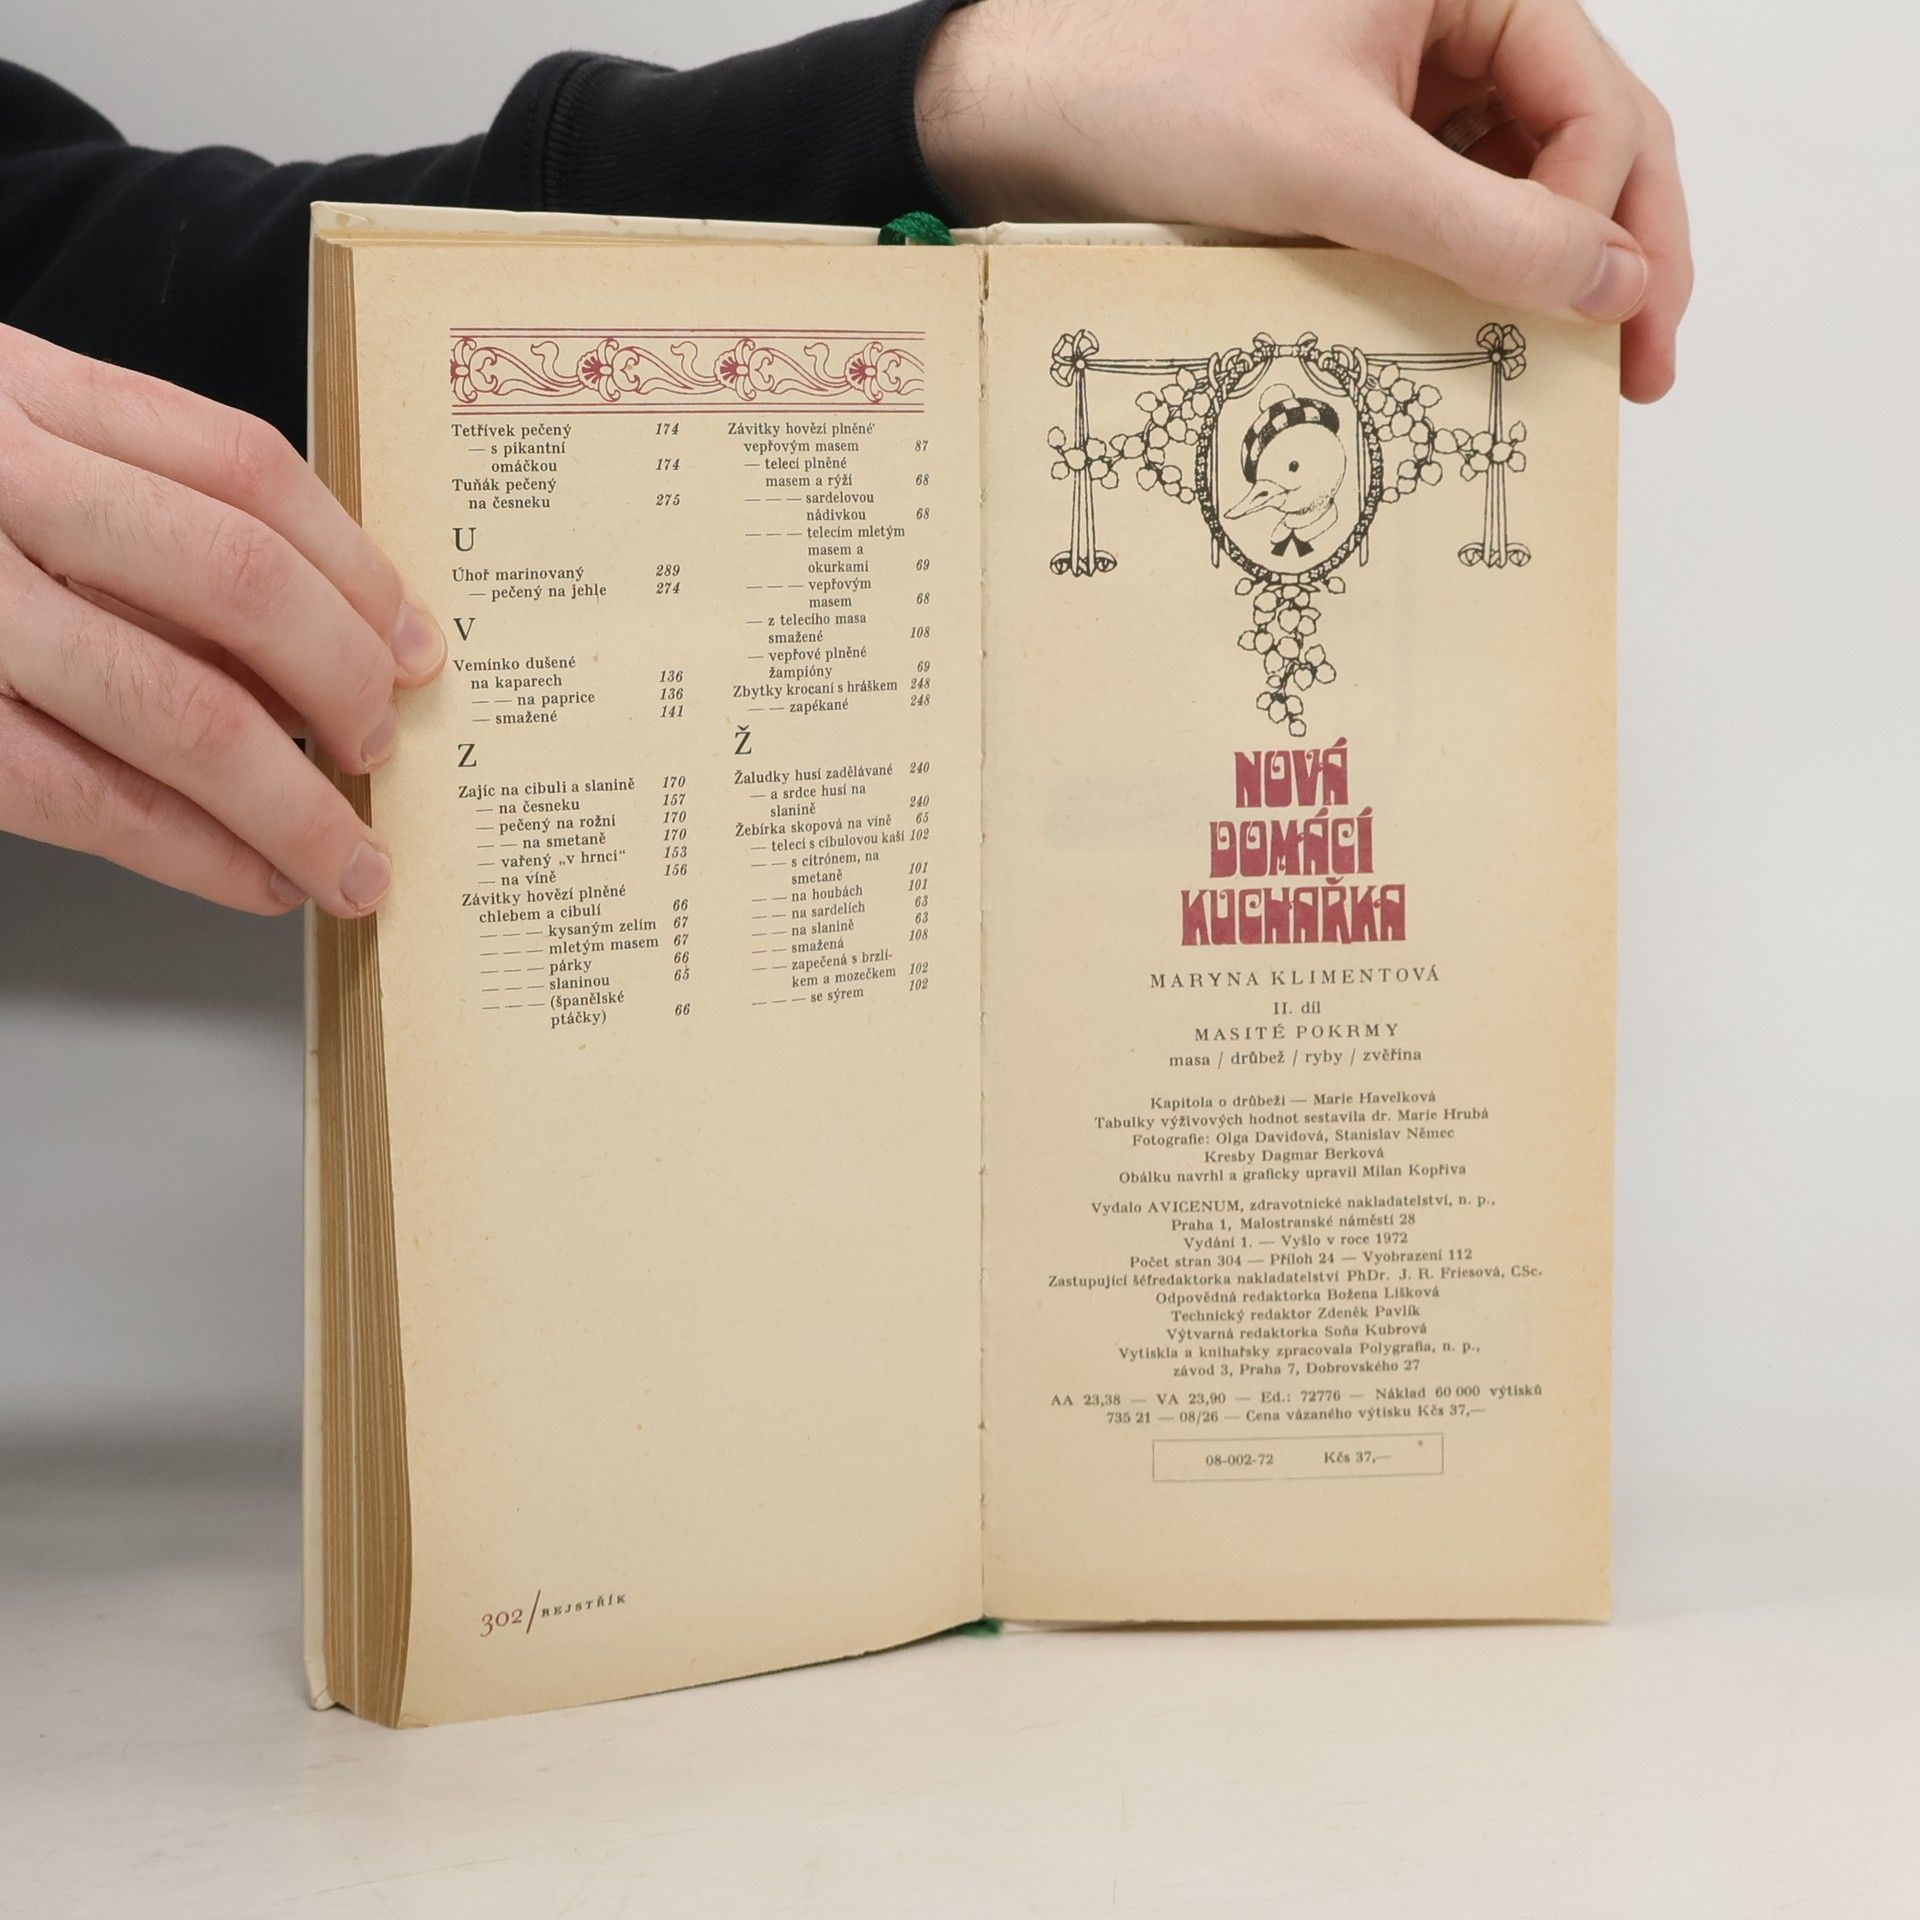 Tetřívek pečený 174
— s pikantní
omáčkou 174
Tuňák pečený
na česneku 275
U
Úhoř marinovaný 289
— pečený na jehle 274
V
Vemínko dušené
na kaparech 136
— — na paprice 136
— smažené 141
Z
Zajíc na cibuli a slanině 170
— na česneku 157
— pečený na rožni 170
— — na smetaně 170
— vařený „v hrnci“ 153
— na víně 156
Závitky hovězí plněné
chlebem a cibulí 66
— — — kysaným zelím 67
— — — mletým masem 67
— — — párky 66
— — — slaninou 65
— — — (španělské
ptáčky) 66
Závitky hovězí plněné
vepřovým masem 87
— telecí plněné
masem a rýží 68
— — — sardelovou
nádivkou 68
— — — telecím mletým
masem a
okurkami 69
— — — vepřovým
masem 68
— z telecího masa
smažené 108
— vepřové plněné
žampióny 69
Zbytky krocaní s hráškem 248
— — zapékané 248
Ž
Žaludky husí zadělávané 240
— a srdce husí na
slanině 240
Žebírka skopová na víně 65
— telecí s cibulovou kaší 102
— — s citrónem, na
smetaně 101
— — na houbách 101
— — na sardelích 63
— — na slanině 63
— — smažená 108
— — zapečená s brzlí-
kem a mozečkem 102
— — — se sýrem 102
302/REJSTŘÍK
NOVÁ
DOMÁCÍ
KUCHAŘKA
MARYNA KLIMENTOVÁ
II. díl
MASITÉ POKRMY
masa / drůbež / ryby / zvěřina
Kapitola o drůbeži — Marie Havelková
Tabulky výživových hodnot sestavila dr. Marie Hrubá
Fotografie: Olga Davidová, Stanislav Němec
Kresby Dagmar Berková
Obálku navrhl a graficky upravil Milan Kopřiva
Vydalo AVICENUM, zdravotnické nakladatelství, n. p.,
Praha 1, Malostranské náměstí 28
Vydání 1. — Vyšlo v roce 1972
Počet stran 304 — Příloh 24 — Vyobrazení 112
Zastupující šéfredaktorka nakladatelství PhDr. J. R. Friesová, CSc.
Odpovědná redaktorka Božena Lišková
Technický redaktor Zdeněk Pavlík
Výtvarná redaktorka Soňa Kubrová
Vytiskla a knihařsky zpracovala Polygrafia, n. p.,
závod 3, Praha 7, Dobrovského 27
AA 23,38 — VA 23,90 — Ed.: 72776 — Náklad 60 000 výtisků
735 21 — 08/26 — Cena vázaného výtisku Kčs 37,—
08-002-72 Kčs 37,—